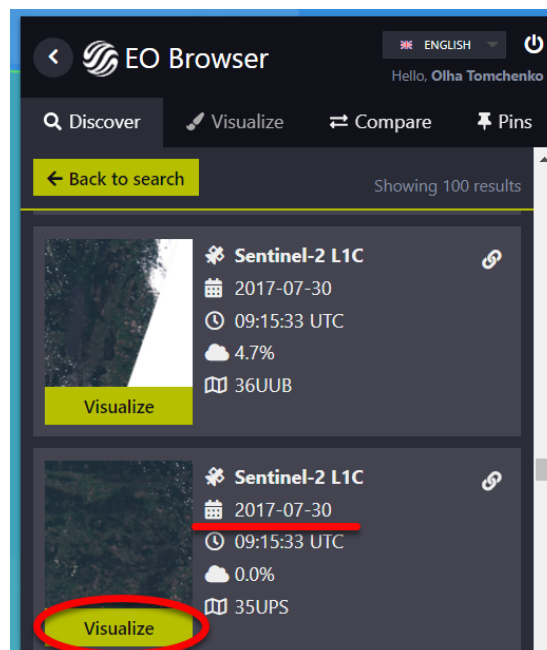 EO Browser
ENGLISH
Hello, Olha Tomchenko
Discover
Visualize
Compare
Pins
Back to search
Showing 100 results
Sentinel-2 L1C
2017-07-30
09:15:33 UTC
4.7%
36UUB
Visualize
Sentinel-2 L1C
2017-07-30
09:15:33 UTC
0.0%
35UPS
Visualize